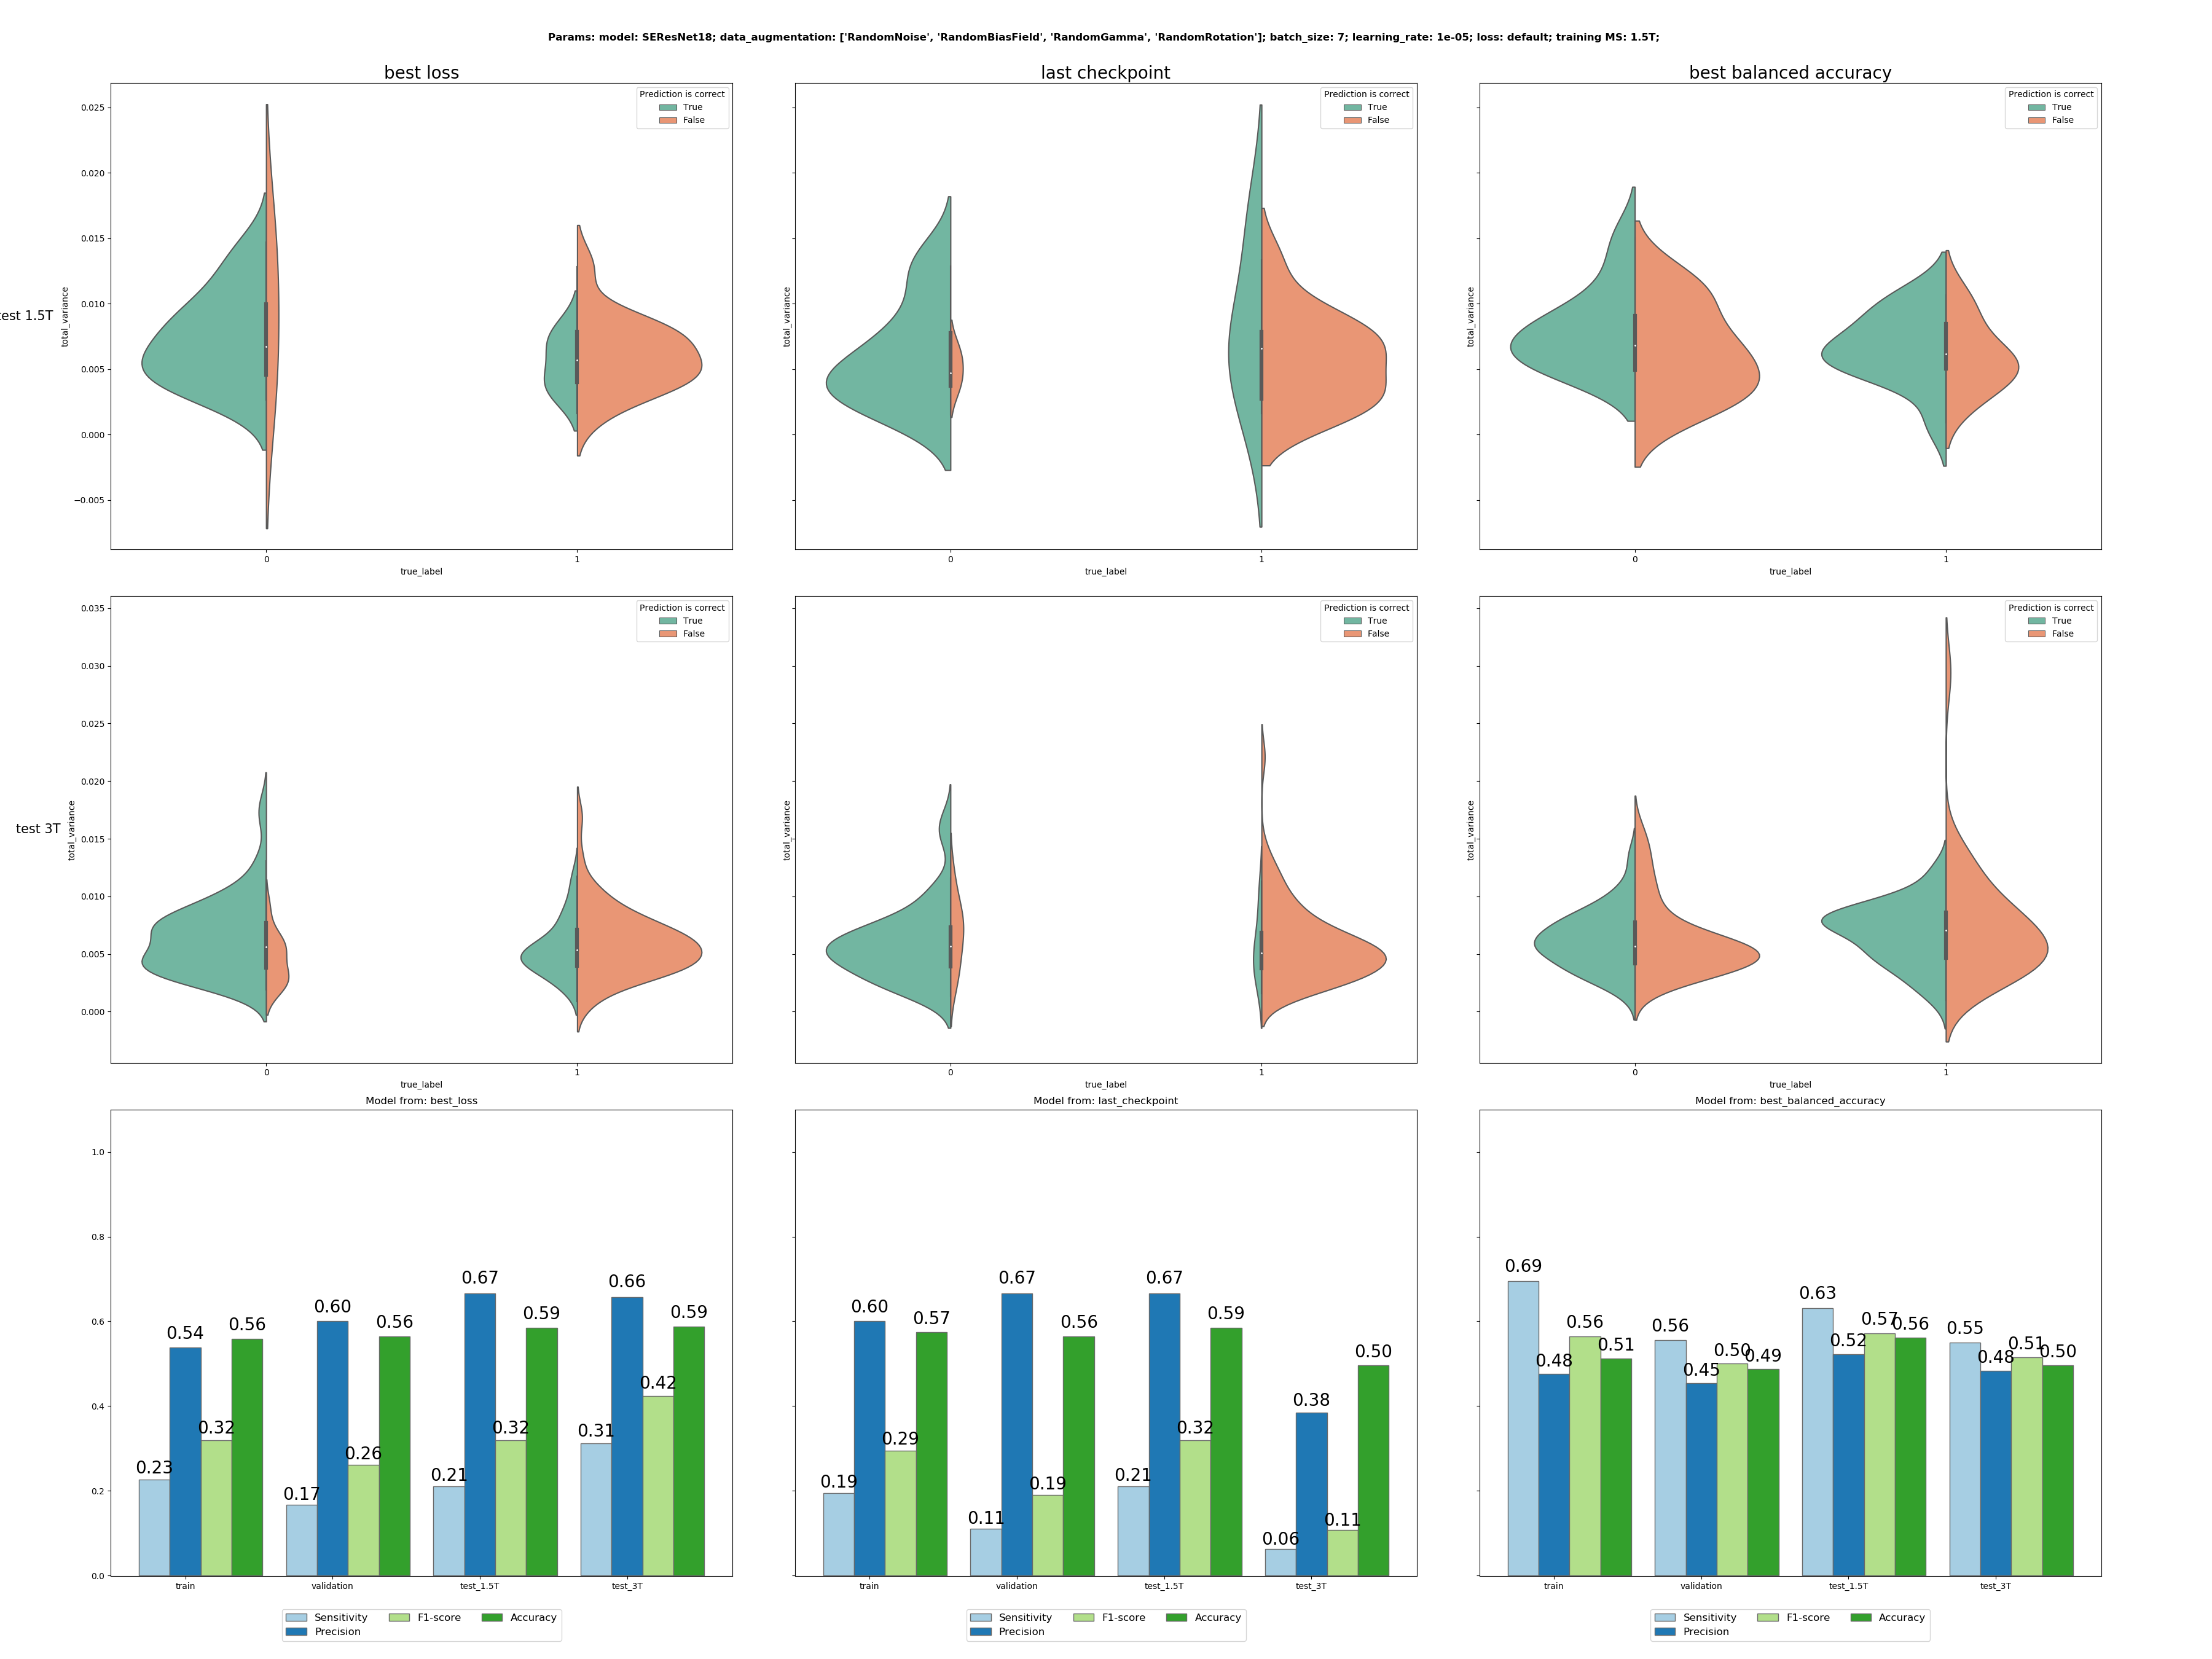 Params: model: SEResNet18; data_augmentation: ['RandomNoise', 'RandomBiasField', 'RandomGamma', 'RandomRotation']; batch_size: 7; learning_rate: 1e-05; loss: default; training MS: 1.5T;
best loss
last checkpoint
best balanced accuracy
test 1.5T
total_variance
0.025
0.020
0.015
0.010
0.005
0.000
−0.005
Prediction is correct
True
False
0
1
true_label
total_variance
Prediction is correct
True
False
0
1
true_label
total_variance
Prediction is correct
True
False
0
1
true_label
test 3T
total_variance
0.035
0.030
0.025
0.020
0.015
0.010
0.005
0.000
Prediction is correct
True
False
0
1
true_label
total_variance
Prediction is correct
True
False
0
1
true_label
total_variance
Prediction is correct
True
False
0
1
true_label
Model from: best_loss
1.0
0.8
0.6
0.4
0.2
0.0
0.23
0.54
0.32
0.56
0.17
0.60
0.26
0.56
0.21
0.67
0.32
0.59
0.31
0.66
0.42
0.59
train
validation
test_1.5T
test_3T
Sensitivity
Precision
F1-score
Accuracy
Model from: last_checkpoint
0.19
0.60
0.29
0.57
0.11
0.67
0.19
0.56
0.21
0.67
0.32
0.59
0.06
0.38
0.11
0.50
train
validation
test_1.5T
test_3T
Sensitivity
Precision
F1-score
Accuracy
Model from: best_balanced_accuracy
0.69
0.48
0.56
0.51
0.56
0.45
0.50
0.49
0.63
0.52
0.57
0.56
0.55
0.48
0.51
0.50
train
validation
test_1.5T
test_3T
Sensitivity
Precision
F1-score
Accuracy